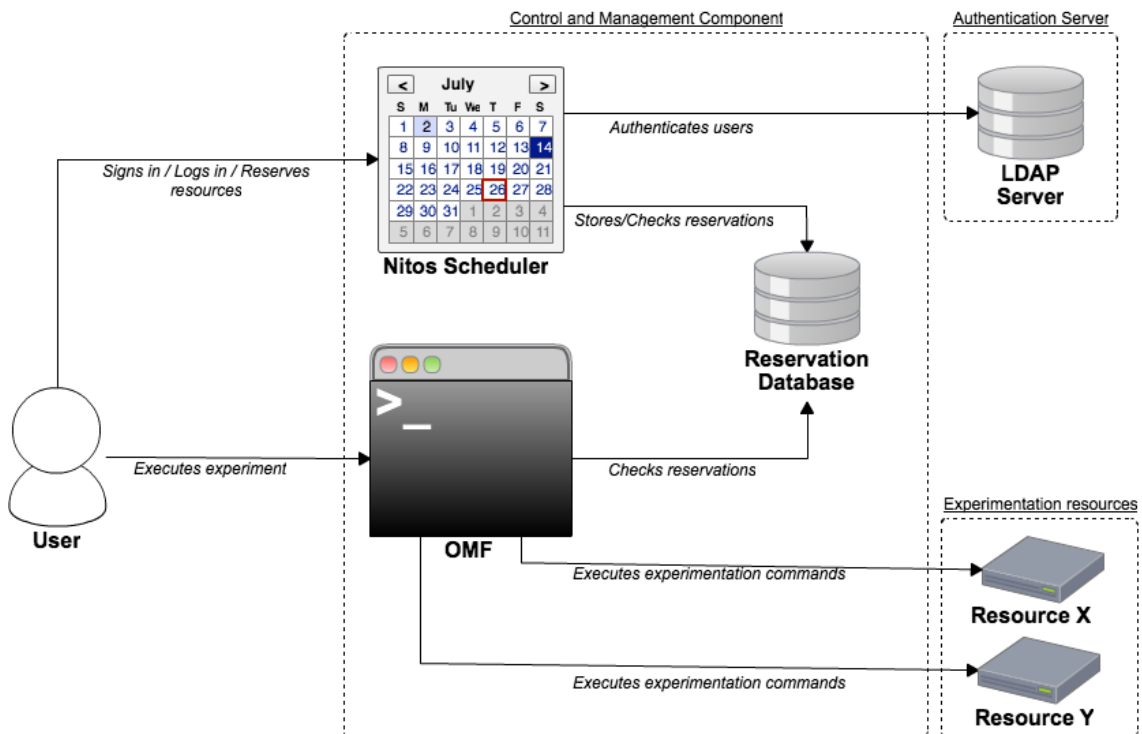 Control and Management Component
Authentication Server
< July >
S M Tu We T F S
1 2 3 4 5 6 7
8 9 10 11 12 13 14
15 16 17 18 19 20 21
22 23 24 25 26 27 28
29 30 31 1 2 3 4
5 6 7 8 9 10 11
Nitos Scheduler
Signs in / Logs in / Reserves
resources
Authenticates users
LDAP
Server
Stores/Checks reservations
Reservation
Database
>_
User
Executes experiment
OMF
Checks reservations
Experimentation resources
Executes experimentation commands
Resource X
Executes experimentation commands
Resource Y